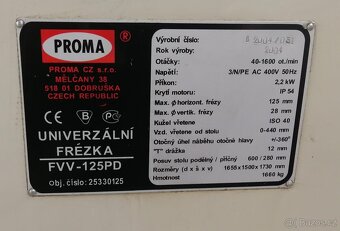 PROMA ®
PROMA CZ s.r.o.
MĚLČANY 38
518 01 DOBRUŠKA
CZECH REPUBLIC
CE B
UNIVERZÁLNÍ
FRÉZKA
FVV-125PD
obj. číslo: 25330125
Výrobní číslo:
Rok výroby: 2004
Otáčky: 40-1600 ot./min
Napětí: 3/N/PE AC 400V 50Hz
Příkon: 2,2 kW
Krytí motoru: IP 54
Max.ø horizont. frézy: 125 mm
Max.ø vertik. frézy: 28 mm
Upnutí vřetene: ISO 40
Vzd. vřetene od stolu: 0-440 mm
Otočný úhel náběhu otočné hlavy: +/-360°
"T" drážka: 12 mm
Posuv stolu podélný / příčný: 600 / 280 mm
Rozměry (d x š x v): 1655x1500x1730 mm
Hmotnost: 1660 kg